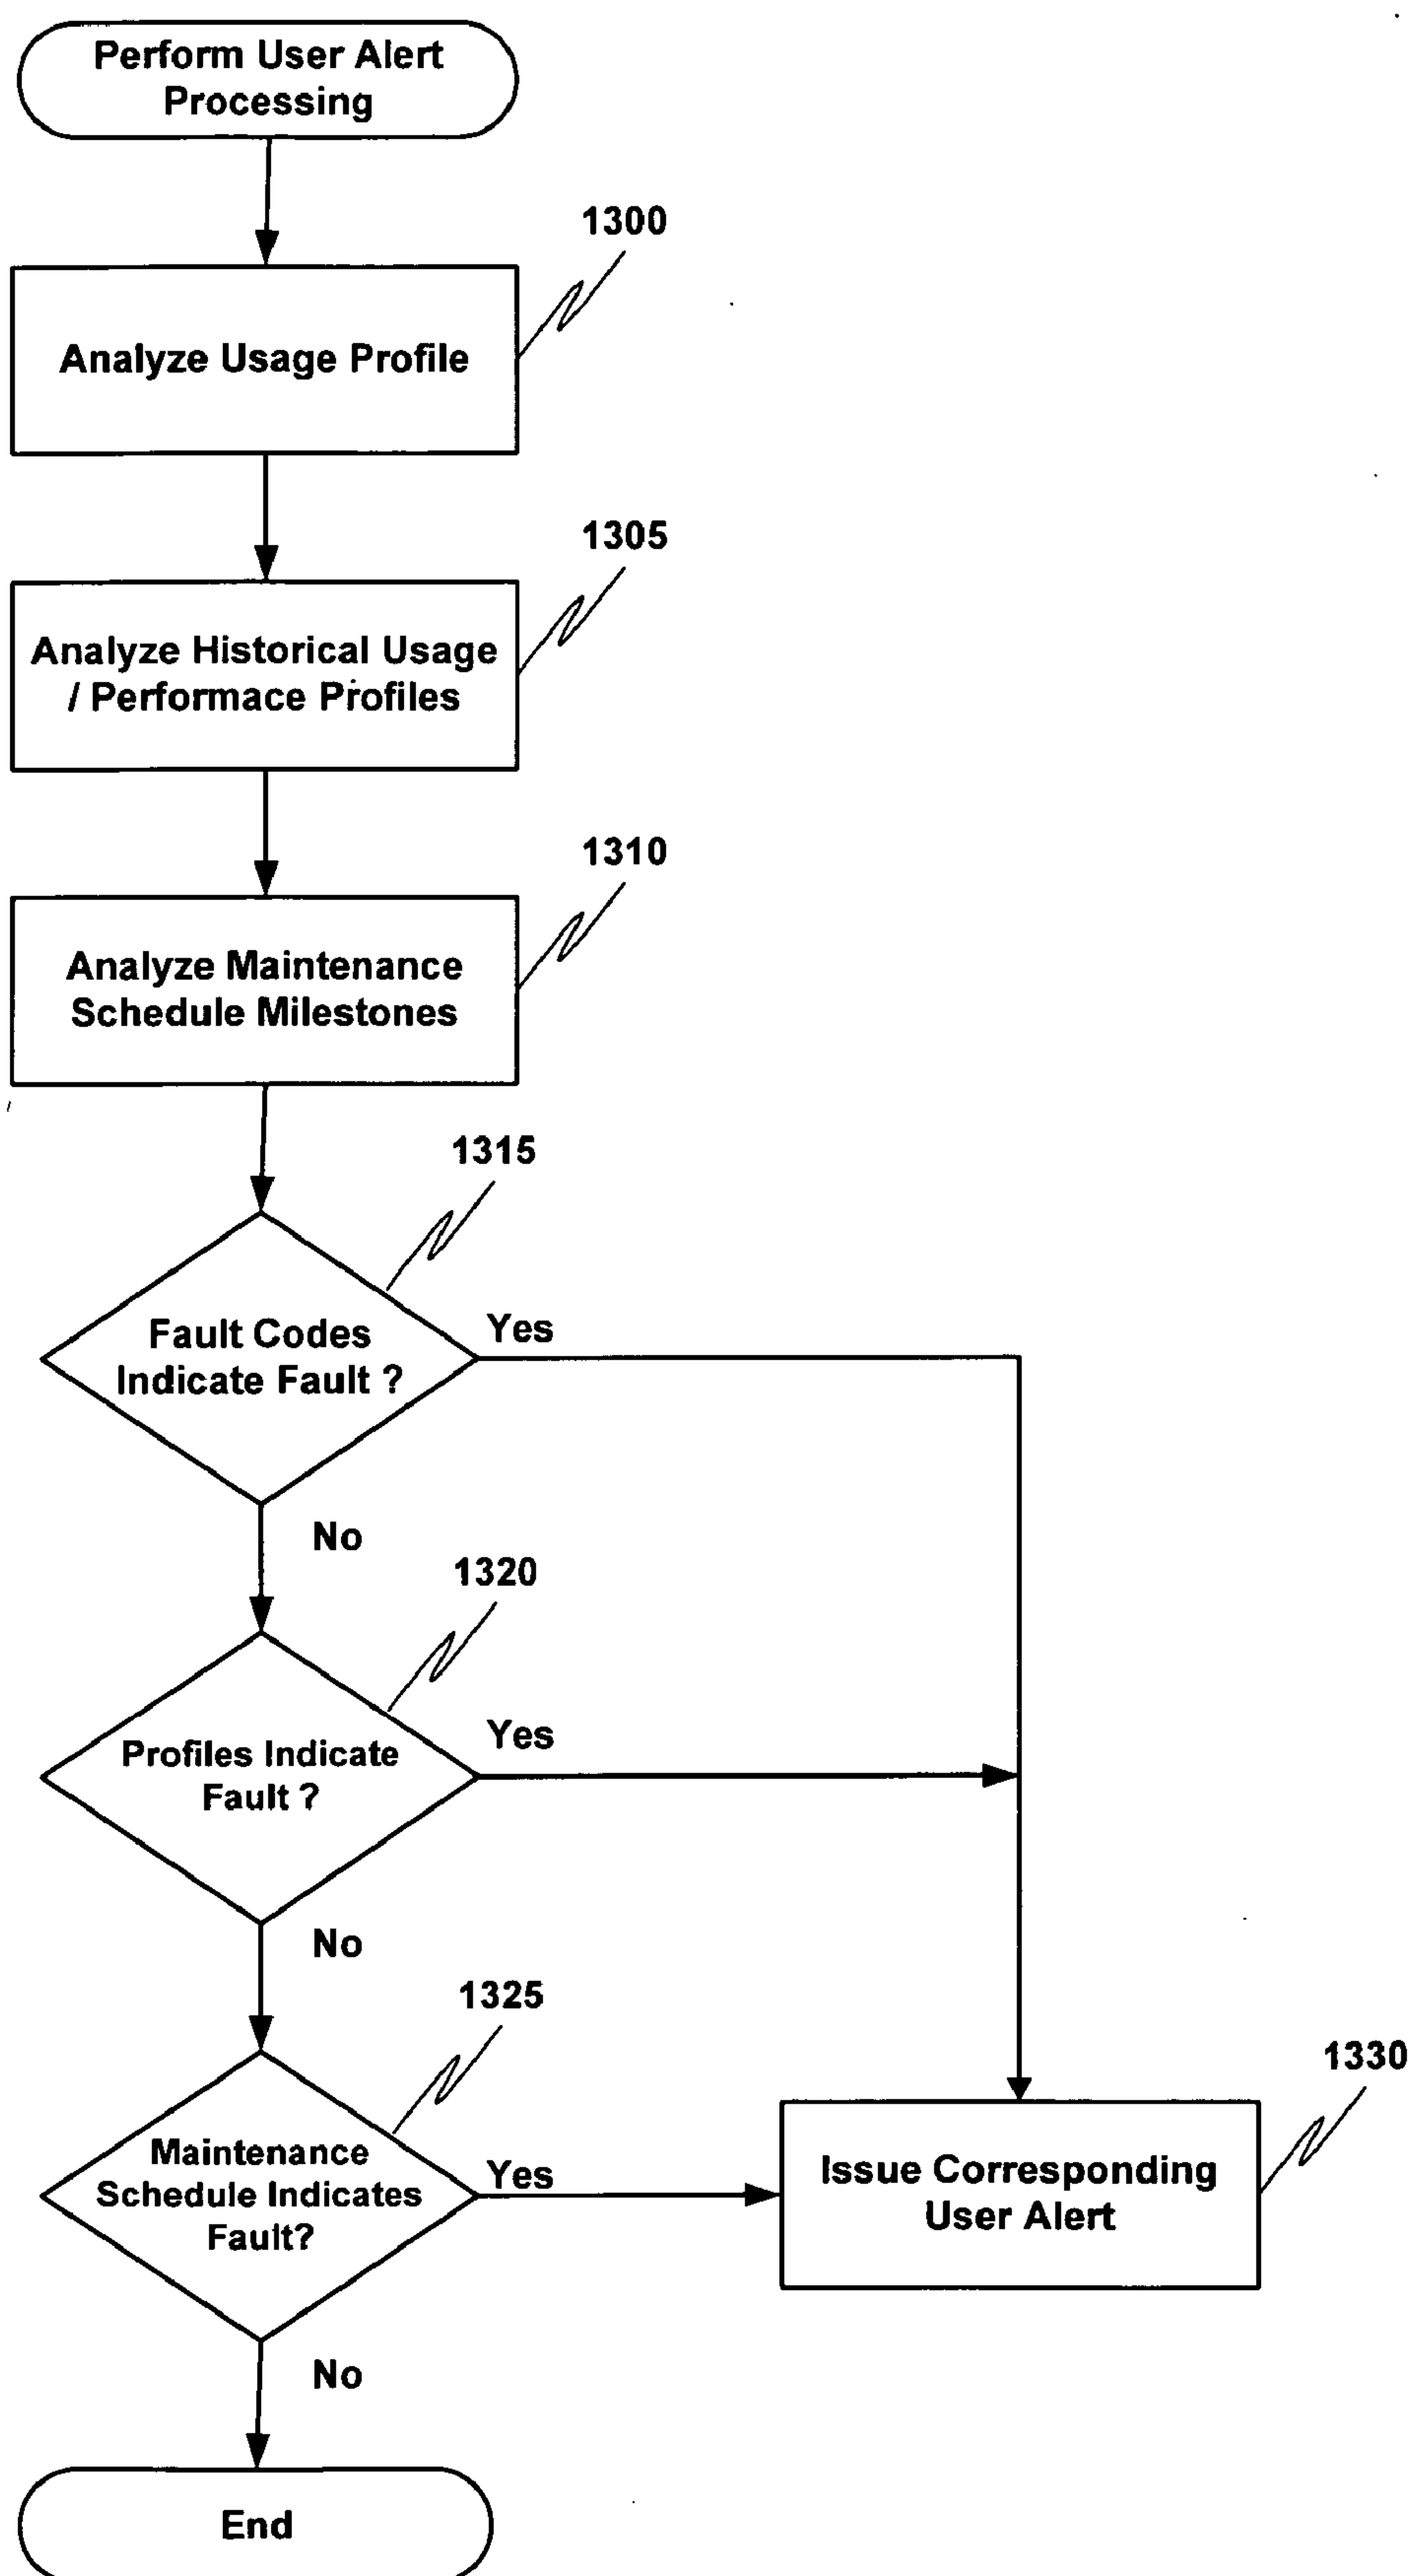 Perform User Alert
Processing
1300
Analyze Usage Profile
1305
Analyze Historical Usage
/ Performace Profiles
1310
Analyze Maintenance
Schedule Milestones
1315
Fault Codes
Indicate Fault ?
Yes
No
1320
Profiles Indicate
Fault ?
Yes
No
1325
Maintenance
Schedule Indicates
Fault?
Yes
1330
Issue Corresponding
User Alert
No
End